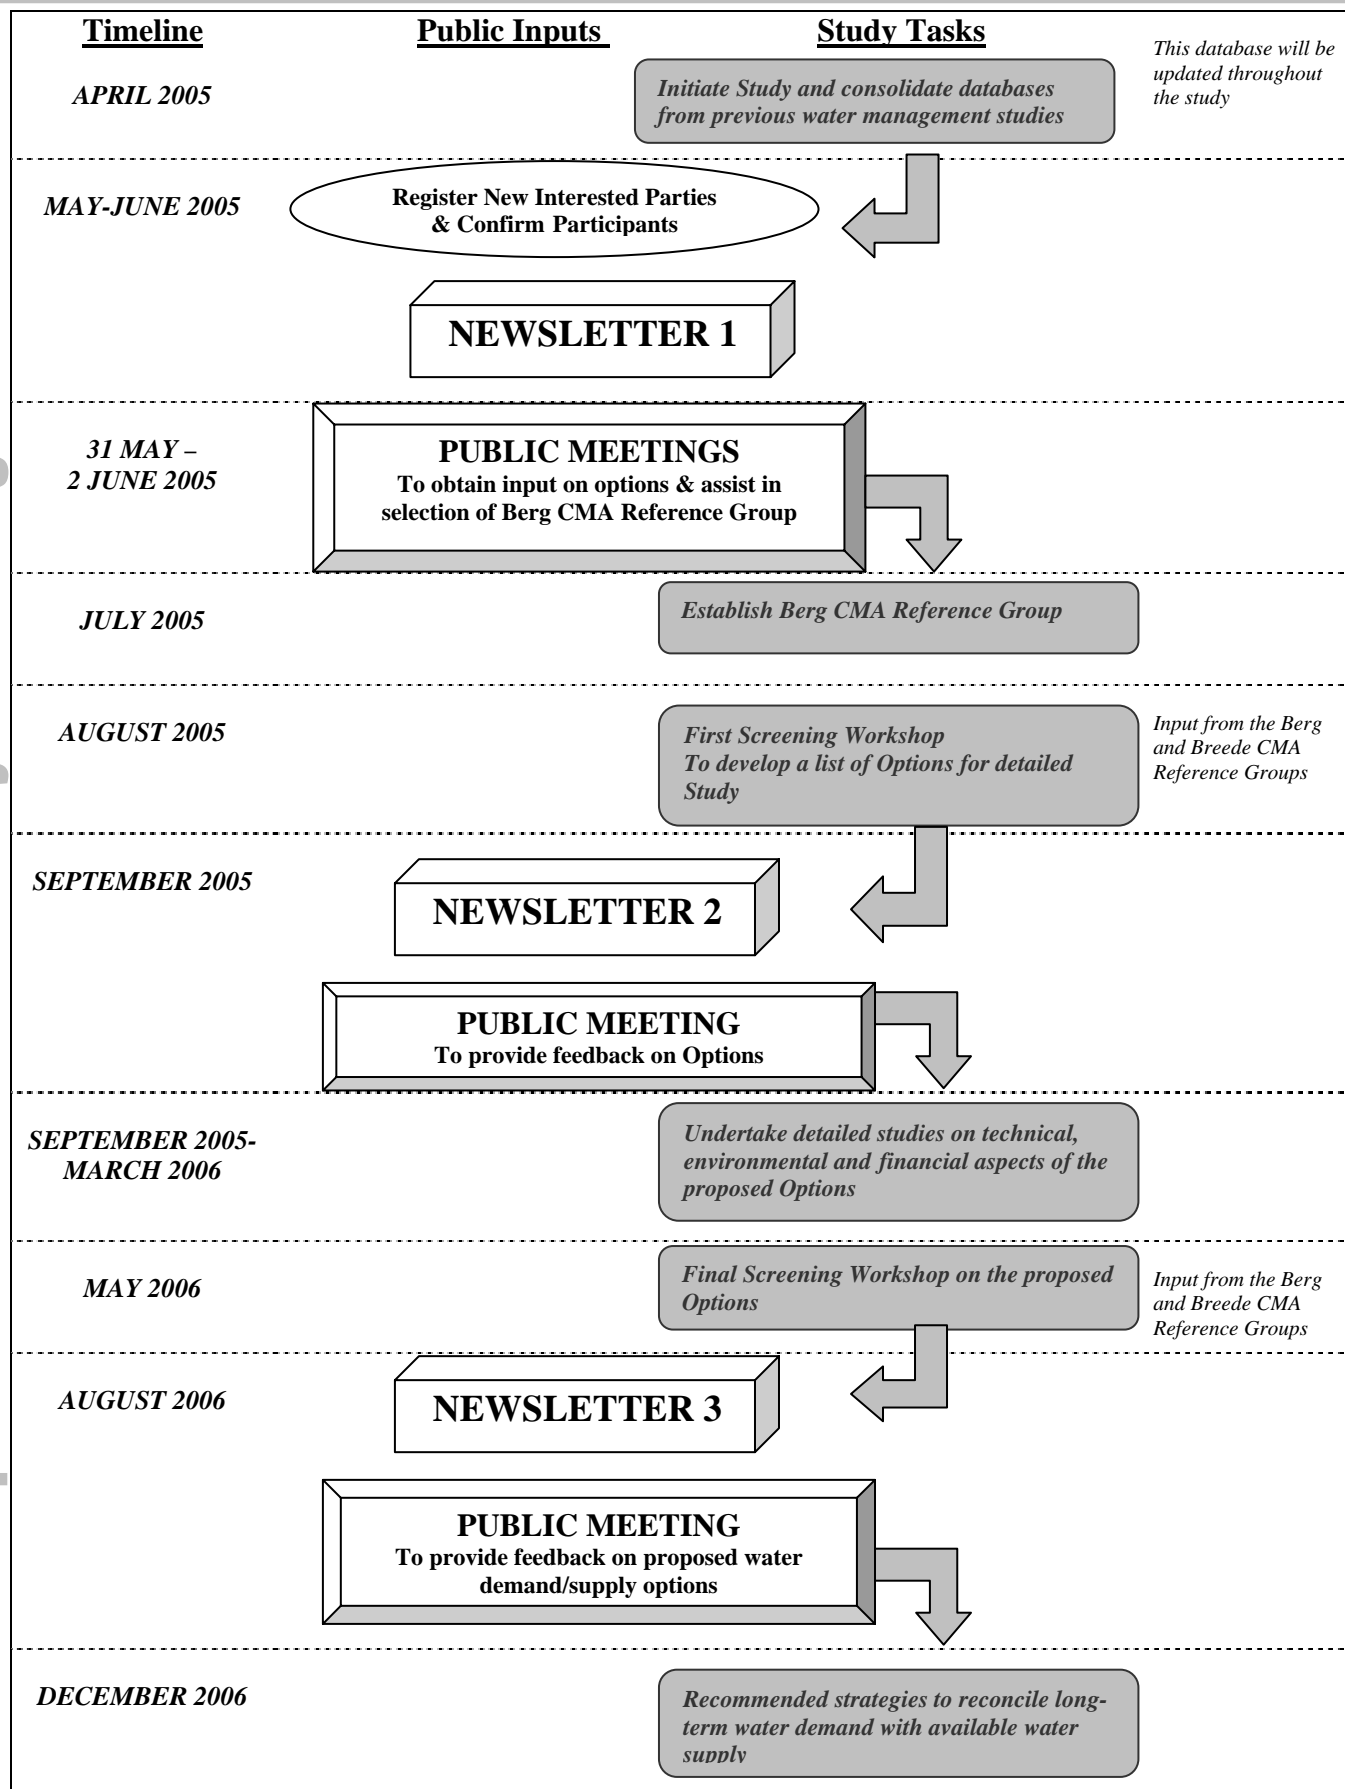 Timeline Public Inputs Study Tasks
This database will be
updated throughout
the study
APRIL 2005
Initiate Study and consolidate databases
from previous water management studies
MAY-JUNE 2005
Register New Interested Parties
& Confirm Participants
NEWSLETTER 1
31 MAY –
2 JUNE 2005
PUBLIC MEETINGS
To obtain input on options & assist in
selection of Berg CMA Reference Group
JULY 2005
Establish Berg CMA Reference Group
AUGUST 2005
First Screening Workshop
To develop a list of Options for detailed
Study
Input from the Berg
and Breede CMA
Reference Groups
SEPTEMBER 2005
NEWSLETTER 2
PUBLIC MEETING
To provide feedback on Options
SEPTEMBER 2005-
MARCH 2006
Undertake detailed studies on technical,
environmental and financial aspects of the
proposed Options
MAY 2006
Final Screening Workshop on the proposed
Options
Input from the Berg
and Breede CMA
Reference Groups
AUGUST 2006
NEWSLETTER 3
PUBLIC MEETING
To provide feedback on proposed water
demand/supply options
DECEMBER 2006
Recommended strategies to reconcile long-
term water demand with available water
supply